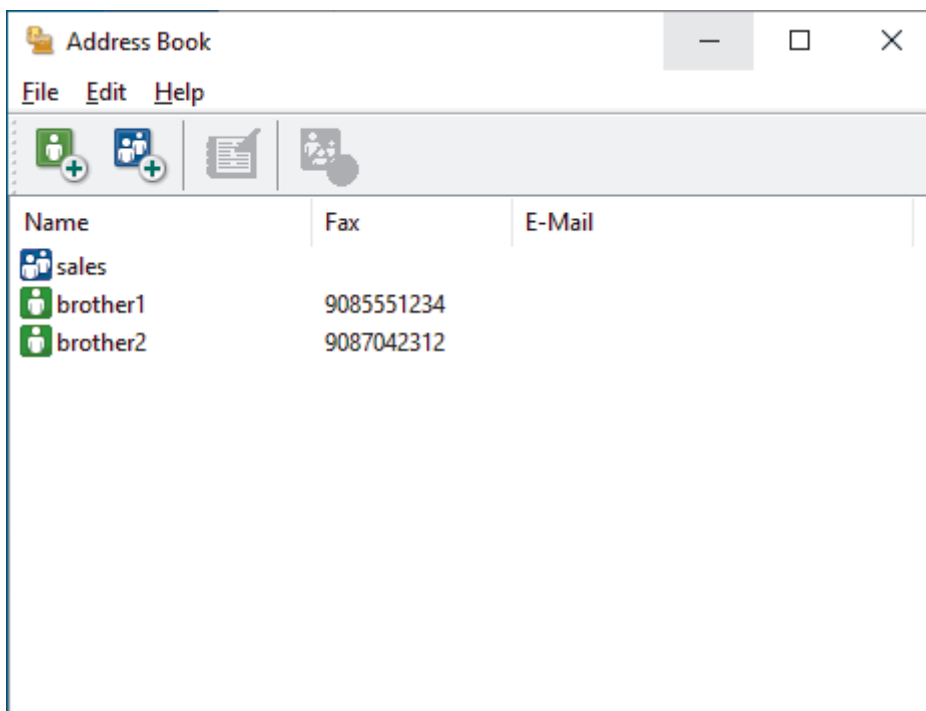 Address Book
File Edit Help
Name Fax E-Mail
sales
brother1 9085551234
brother2 9087042312